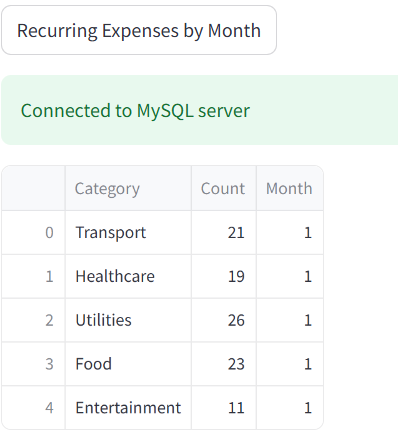 Recurring Expenses by Month
Connected to MySQL server
Category Count Month
0 Transport 21 1
1 Healthcare 19 1
2 Utilities 26 1
3 Food 23 1
4 Entertainment 11 1